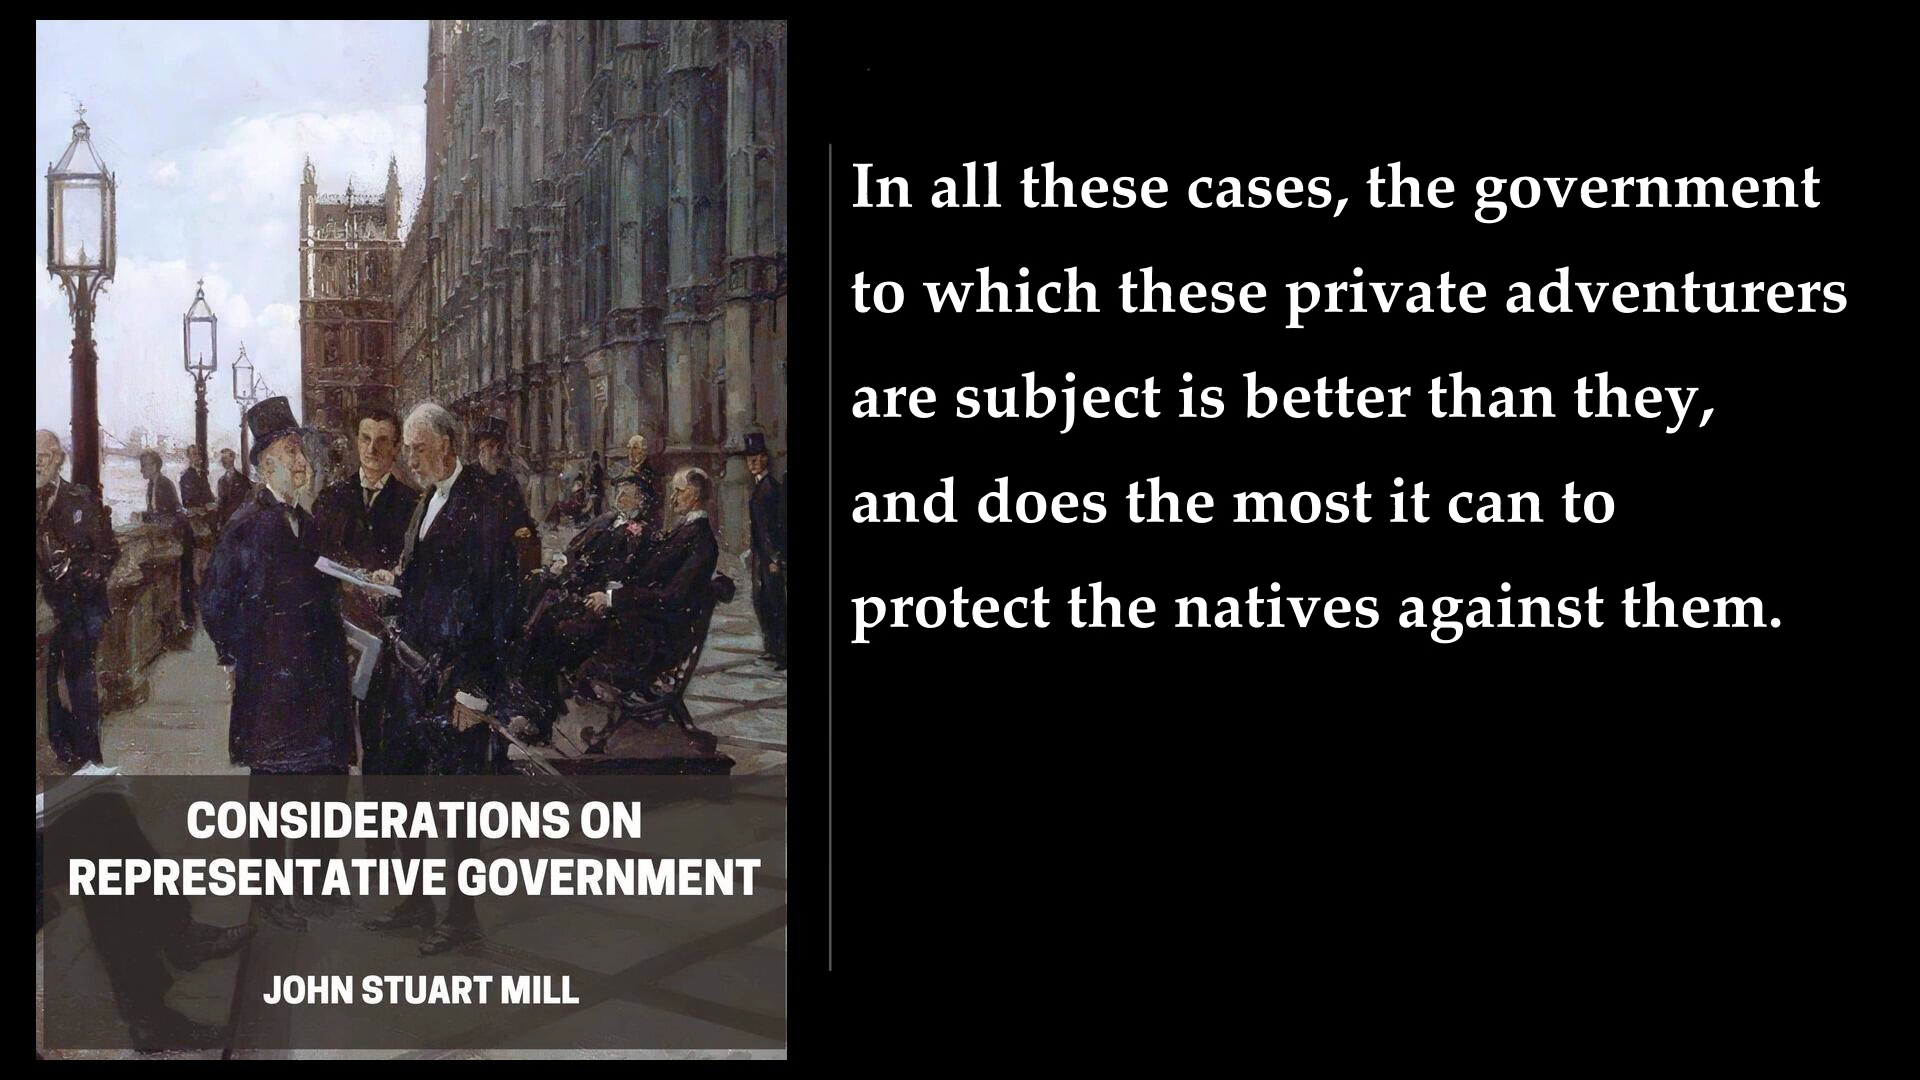 In all these cases, the government
to which these private adventurers
are subject is better than they,
and does the most it can to
protect the natives against them.
CONSIDERATIONS ON
REPRESENTATIVE GOVERNMENT
JOHN STUART MILL